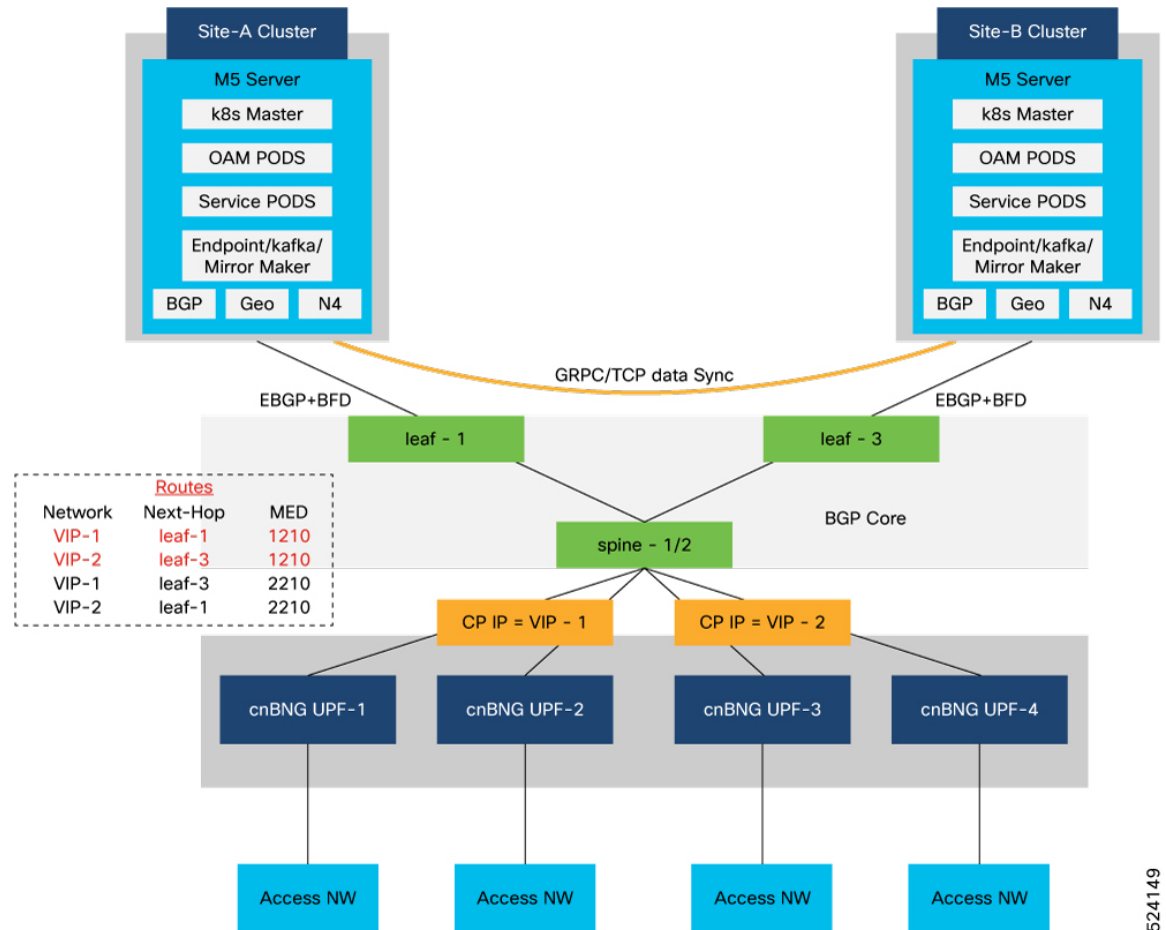 Site-A Cluster
Site-B Cluster
M5 Server
M5 Server
k8s Master
k8s Master
OAM PODS
OAM PODS
Service PODS
Service PODS
Endpoint/kafka/
Mirror Maker
Endpoint/kafka/
Mirror Maker
BGP Geo N4
BGP Geo N4
GRPC/TCP data Sync
EBGP+BFD
EBGP+BFD
leaf - 1
leaf - 3
Routes
Network Next-Hop MED
VIP-1 leaf-1 1210
VIP-2 leaf-3 1210
VIP-1 leaf-3 2210
VIP-2 leaf-1 2210
BGP Core
spine - 1/2
CP IP = VIP - 1
CP IP = VIP - 2
cnBNG UPF-1
cnBNG UPF-2
cnBNG UPF-3
cnBNG UPF-4
Access NW
Access NW
Access NW
Access NW
524149